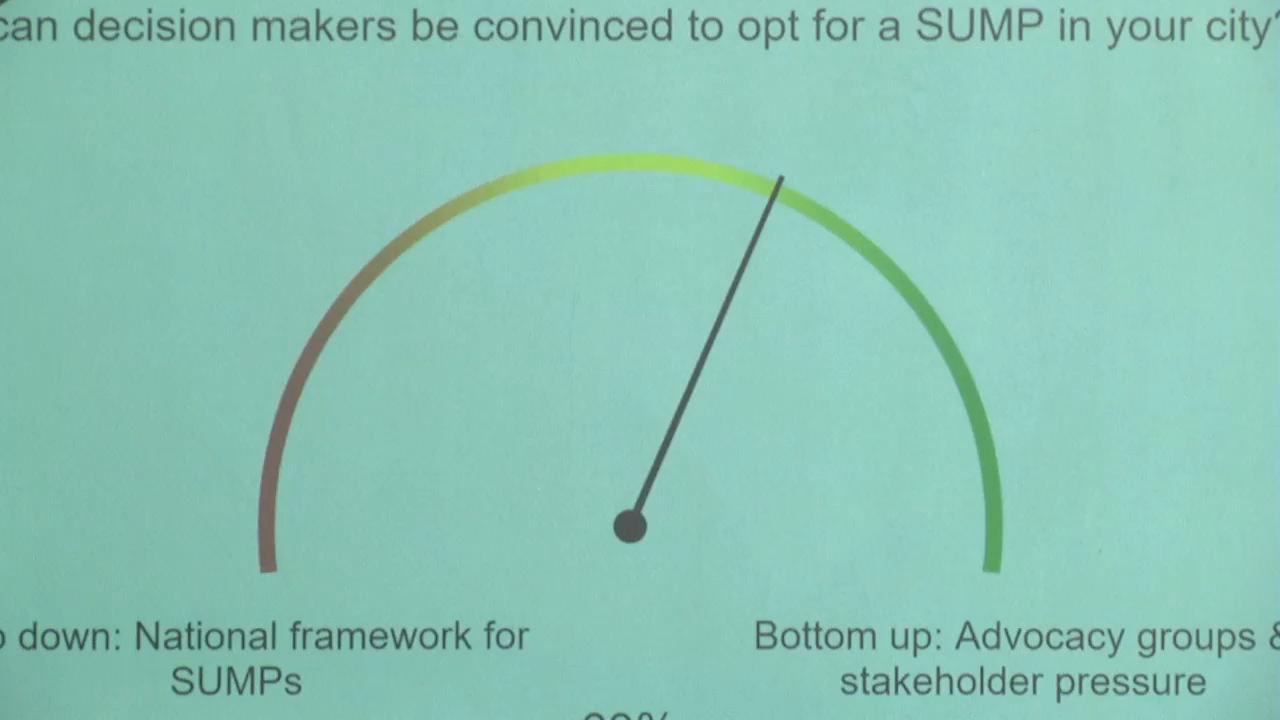 can decision makers be convinced to opt for a SUMP in your city
down: National framework for
SUMPs
Bottom up: Advocacy groups &
stakeholder pressure